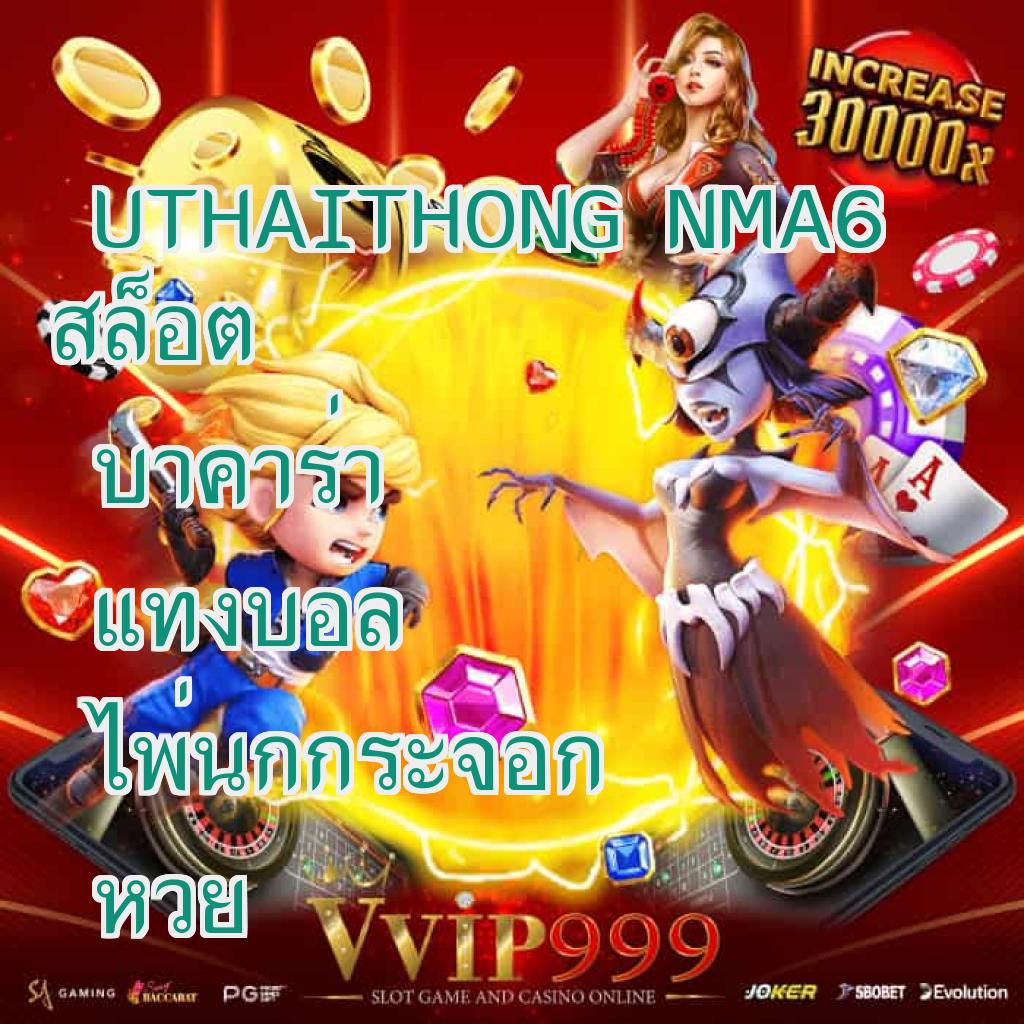 INCREASE
30000x
UTHAITHONG NMA6
สล็อต
บาคาร่า
แทงบอล
ไพ่นกกระจอก
หวย
A
A
VVIP999
SLOT GAME AND CASINO ONLINE
SA GAMING
Sexy BACCARAT
PG
JOKER
SBOBET
Evolution